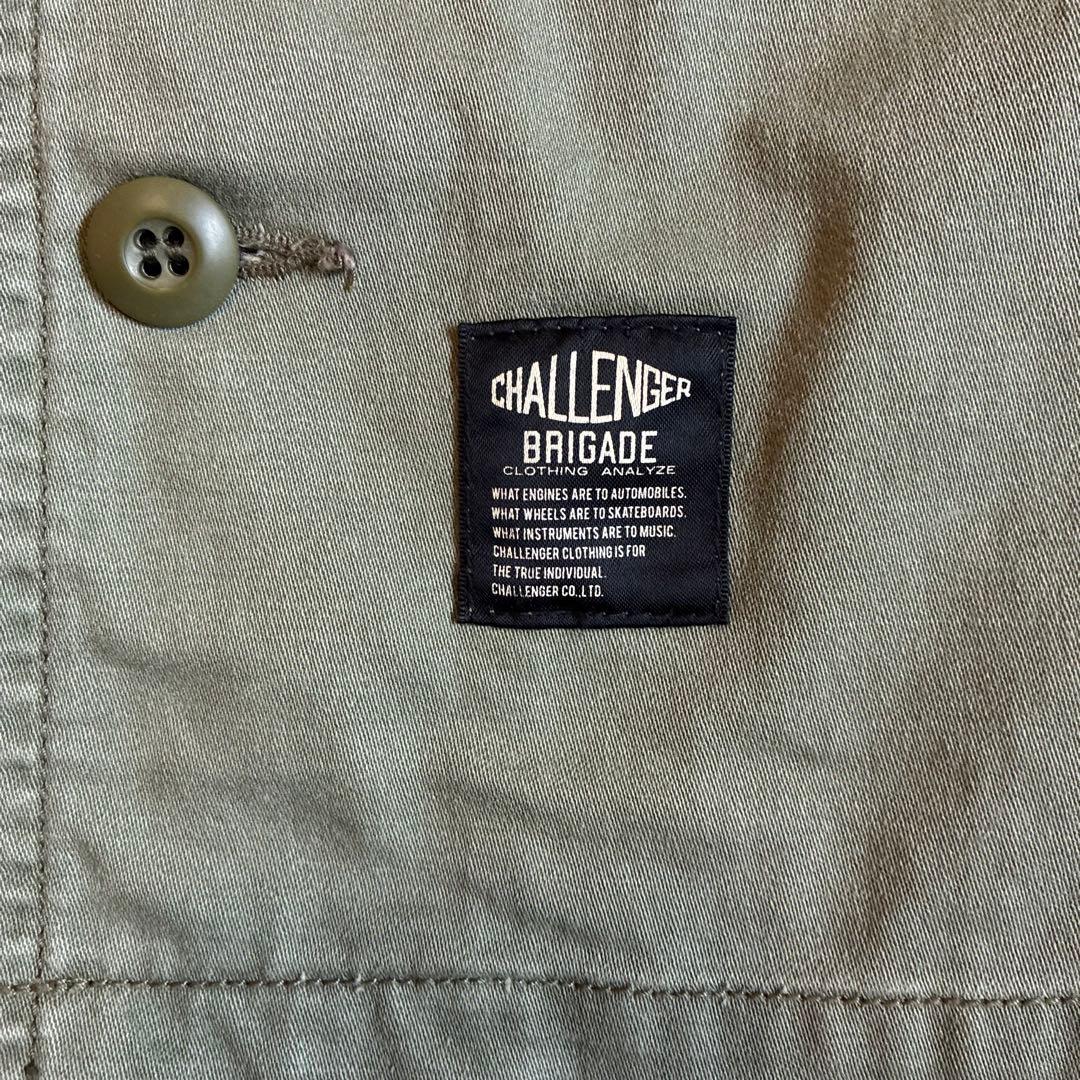 CHALLENGER
BRIGADE
CLOTHING ANALYZE
WHAT ENGINES ARE TO AUTOMOBILES.
WHAT WHEELS ARE TO SKATEBOARDS.
WHAT INSTRUMENTS ARE TO MUSIC.
CHALLENGER CLOTHING IS FOR
THE TRUE INDIVIDUAL.
CHALLENGER CO.,LTD.